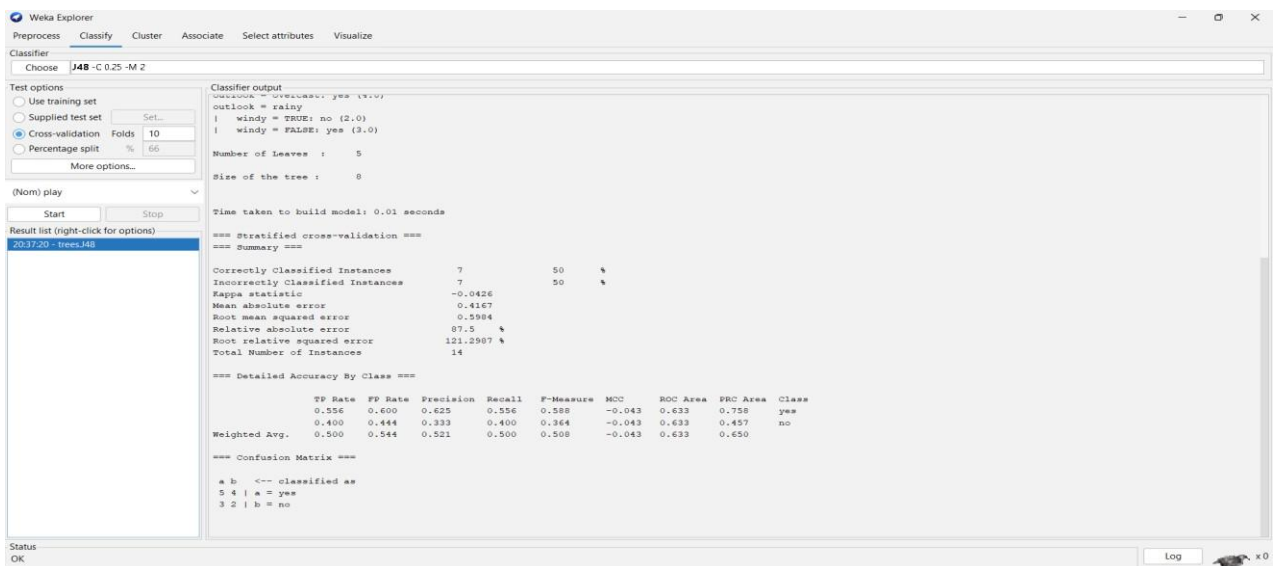 Weka Explorer
Preprocess Classify Cluster Associate Select attributes Visualize
Classifier
Choose J48 -C 0.25 -M 2
Test options
Use training set
Supplied test set Set...
Cross-validation Folds 10
Percentage split % 66
More options...
(Nom) play
Start Stop
Result list (right-click for options)
20:37:20 - trees.J48
Classifier output
outlook = overcast: yes (4.0)
outlook = rainy
| windy = TRUE: no (2.0)
| windy = FALSE: yes (3.0)
Number of Leaves : 5
Size of the tree : 8
Time taken to build model: 0.01 seconds
=== Stratified cross-validation ===
=== Summary ===
Correctly Classified Instances 7 50 %
Incorrectly Classified Instances 7 50 %
Kappa statistic -0.0426
Mean absolute error 0.4167
Root mean squared error 0.5984
Relative absolute error 87.5 %
Root relative squared error 121.2987 %
Total Number of Instances 14
=== Detailed Accuracy By Class ===
TP Rate FP Rate Precision Recall F-Measure MCC ROC Area PRC Area Class
0.556 0.600 0.625 0.556 0.588 -0.043 0.633 0.758 yes
0.400 0.444 0.333 0.400 0.364 -0.043 0.633 0.457 no
Weighted Avg. 0.500 0.544 0.521 0.500 0.508 -0.043 0.633 0.650
=== Confusion Matrix ===
a b <-- classified as
5 4 | a = yes
3 2 | b = no
Status
OK
Log x 0